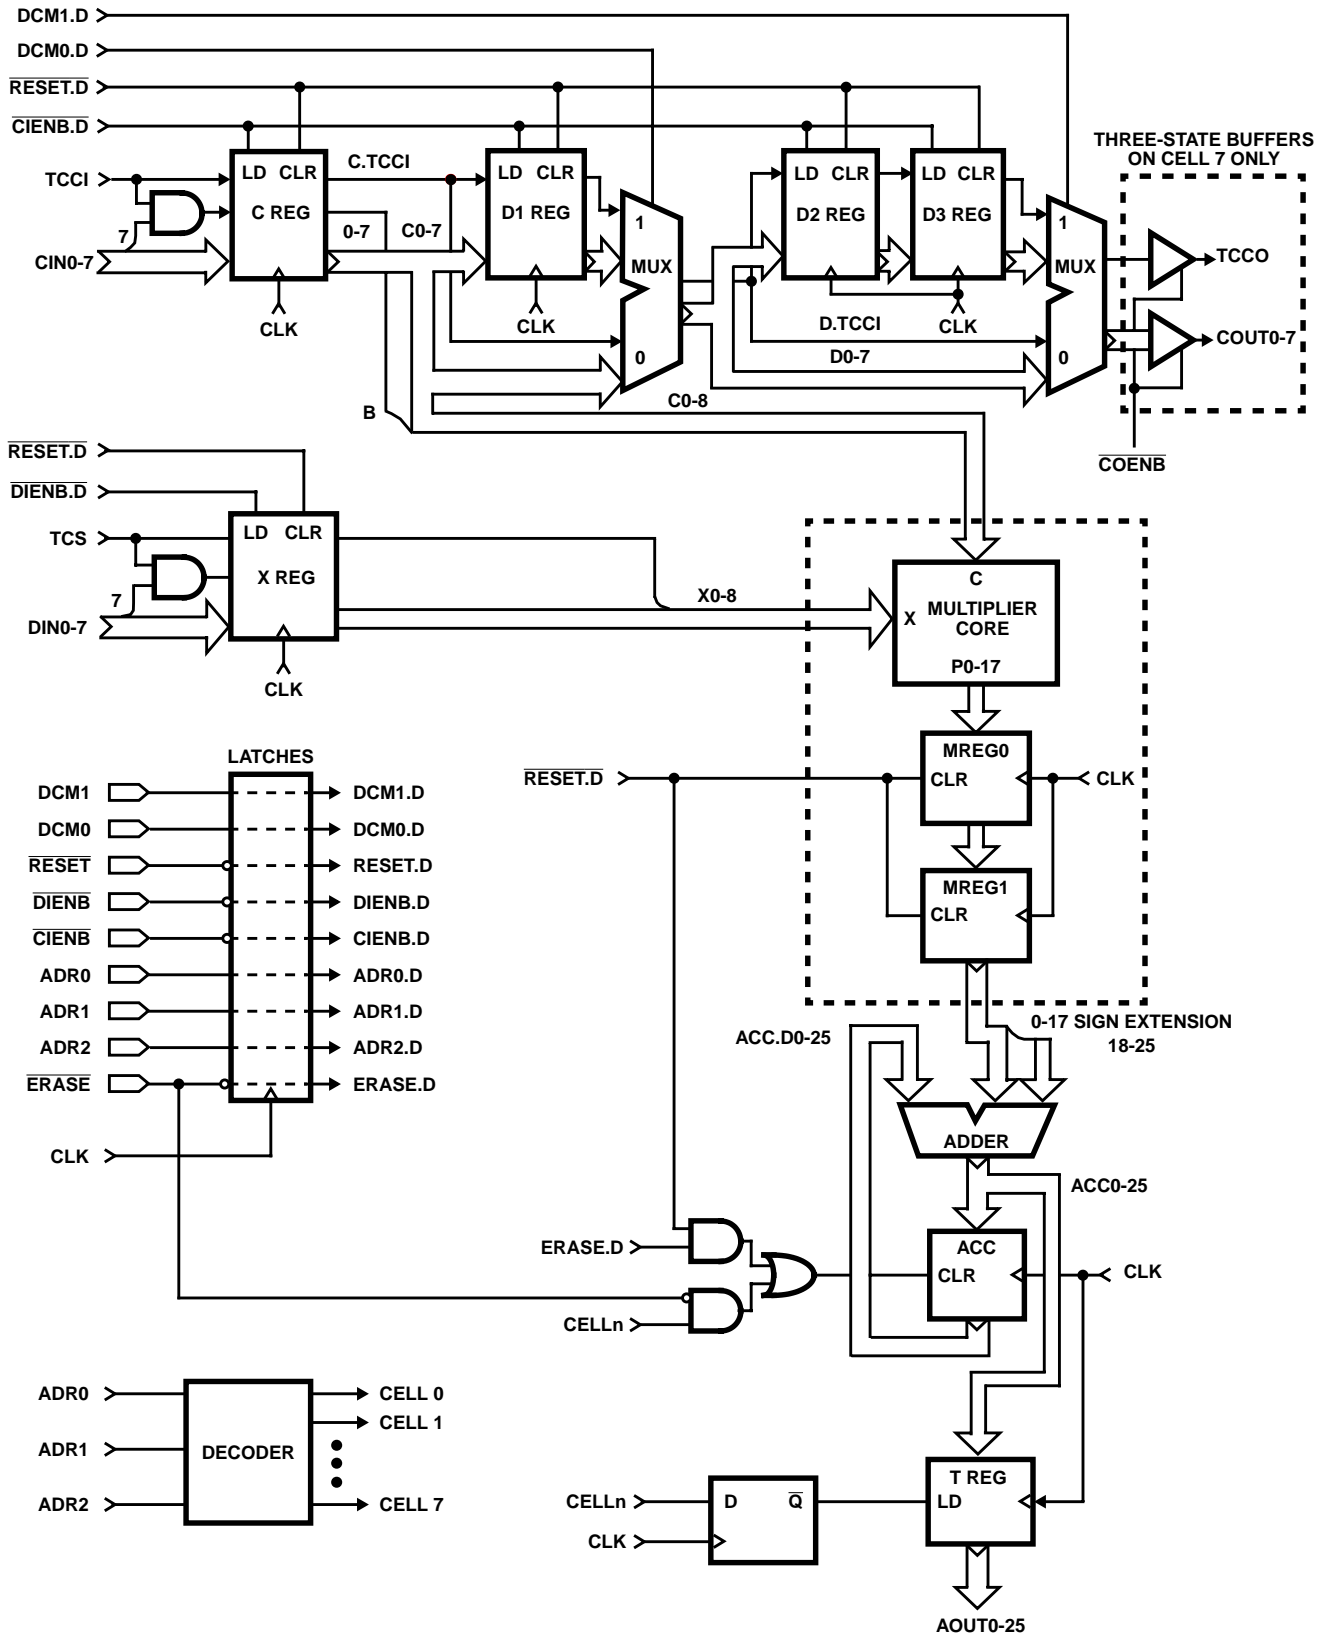 DCM1.D
DCM0.D
RESET.D
CIENB.D
THREE-STATE BUFFERS
ON CELL 7 ONLY
TCCI
LD CLR
C REG
C.TCCI
0-7
C0-7
LD CLR
D1 REG
1
MUX
0
LD CLR
D2 REG
LD CLR
D3 REG
1
MUX
0
TCCO
COUT0-7
7
CIN0-7
CLK
CLK
CLK
D.TCCI
D0-7
B
C0-8
COENB
RESET.D
DIENB.D
TCS
LD CLR
X REG
7
DIN0-7
CLK
X0-8
C
X
MULTIPLIER
CORE
P0-17
LATCHES
DCM1
DCM1.D
DCM0
DCM0.D
RESET
RESET.D
DIENB
DIENB.D
CIENB
CIENB.D
ADR0
ADR0.D
ADR1
ADR1.D
ADR2
ADR2.D
ERASE
ERASE.D
CLK
RESET.D
MREG0
CLR
CLK
MREG1
CLR
ACC.D0-25
0-17 SIGN EXTENSION
18-25
ADDER
ACC0-25
ERASE.D
CELLn
ACC
CLR
CLK
ADR0
ADR1
ADR2
DECODER
CELL 0
CELL 1
CELL 7
CELLn
CLK
D Q
T REG
LD
AOUT0-25